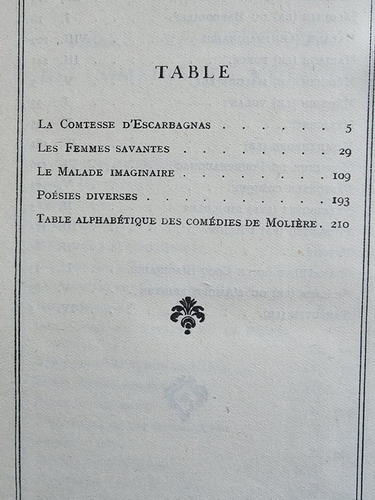 TABLE
La Comtesse d'Escarbagnas . . . . . . 5
Les Femmes savantes . . . . . . . . 29
Le Malade imaginaire . . . . . . . . 109
Poésies diverses . . . . . . . . . . 193
Table alphabétique des comédies de Molière. 210